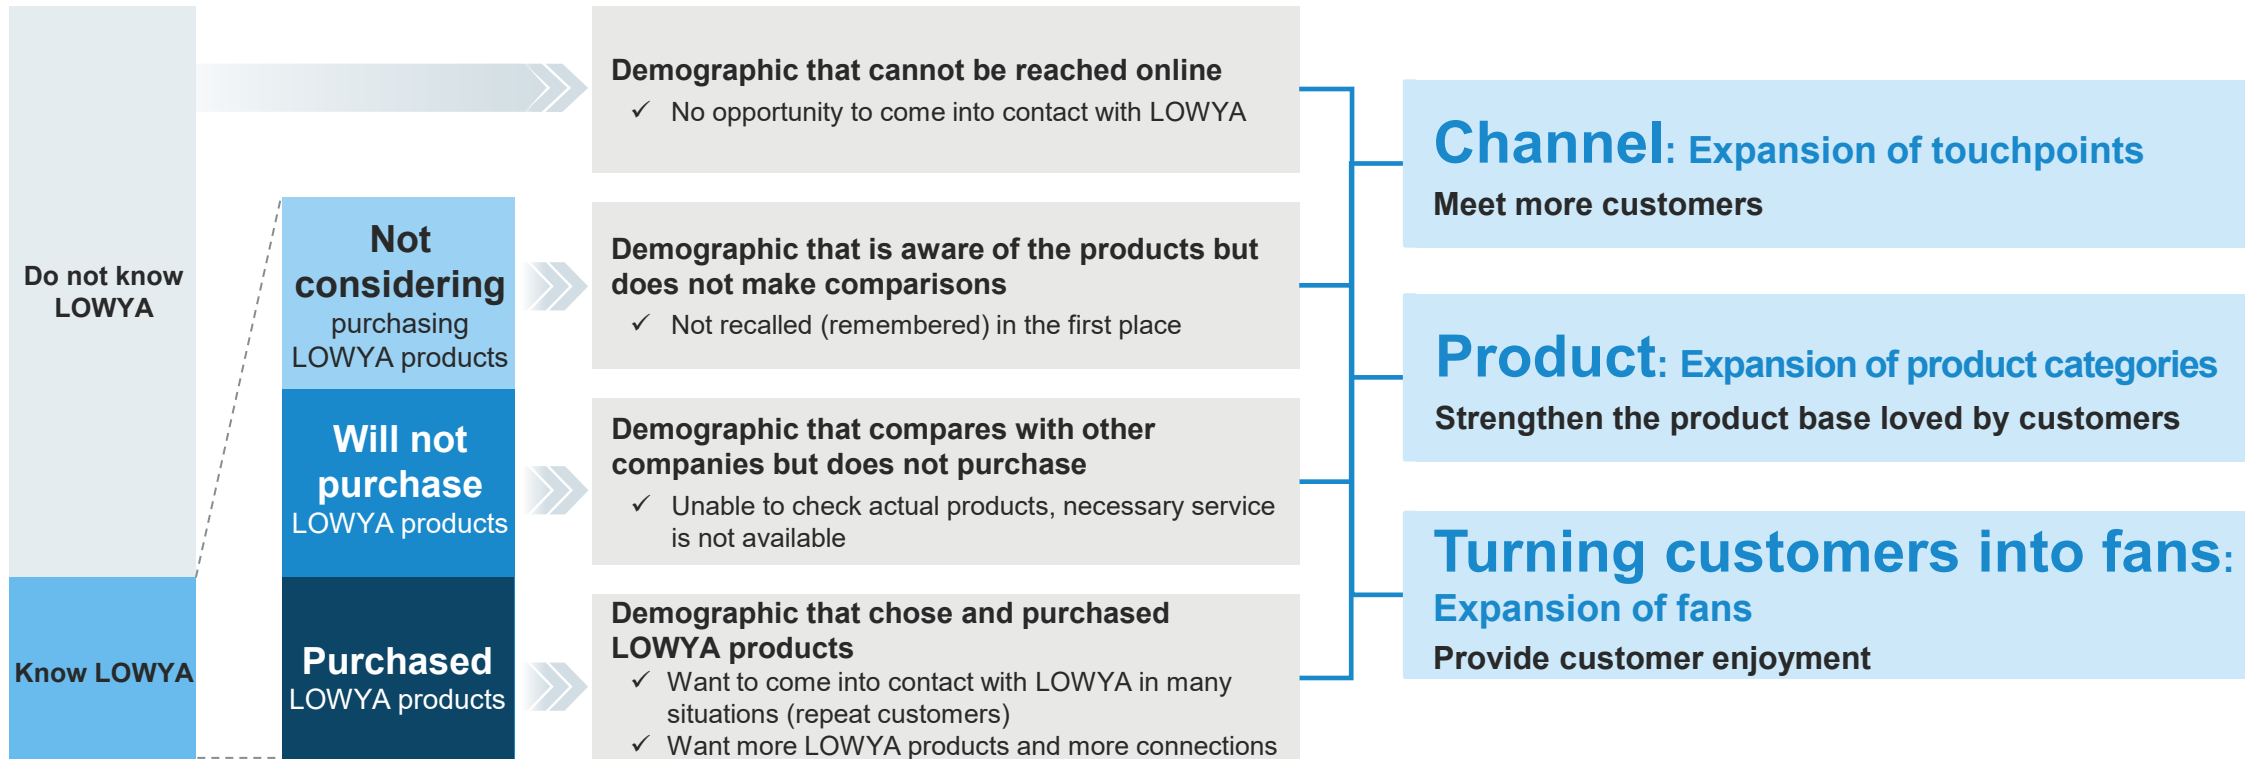 Do not know
LOWYA
Know LOWYA
Not
considering
purchasing
LOWYA products
Will not
purchase
LOWYA products
Purchased
LOWYA products
Demographic that cannot be reached online
✓ No opportunity to come into contact with LOWYA
Demographic that is aware of the products but
does not make comparisons
✓ Not recalled (remembered) in the first place
Demographic that compares with other
companies but does not purchase
✓ Unable to check actual products, necessary service
is not available
Demographic that chose and purchased
LOWYA products
✓ Want to come into contact with LOWYA in many
situations (repeat customers)
✓ Want more LOWYA products and more connections
Channel: Expansion of touchpoints
Meet more customers
Product: Expansion of product categories
Strengthen the product base loved by customers
Turning customers into fans:
Expansion of fans
Provide customer enjoyment